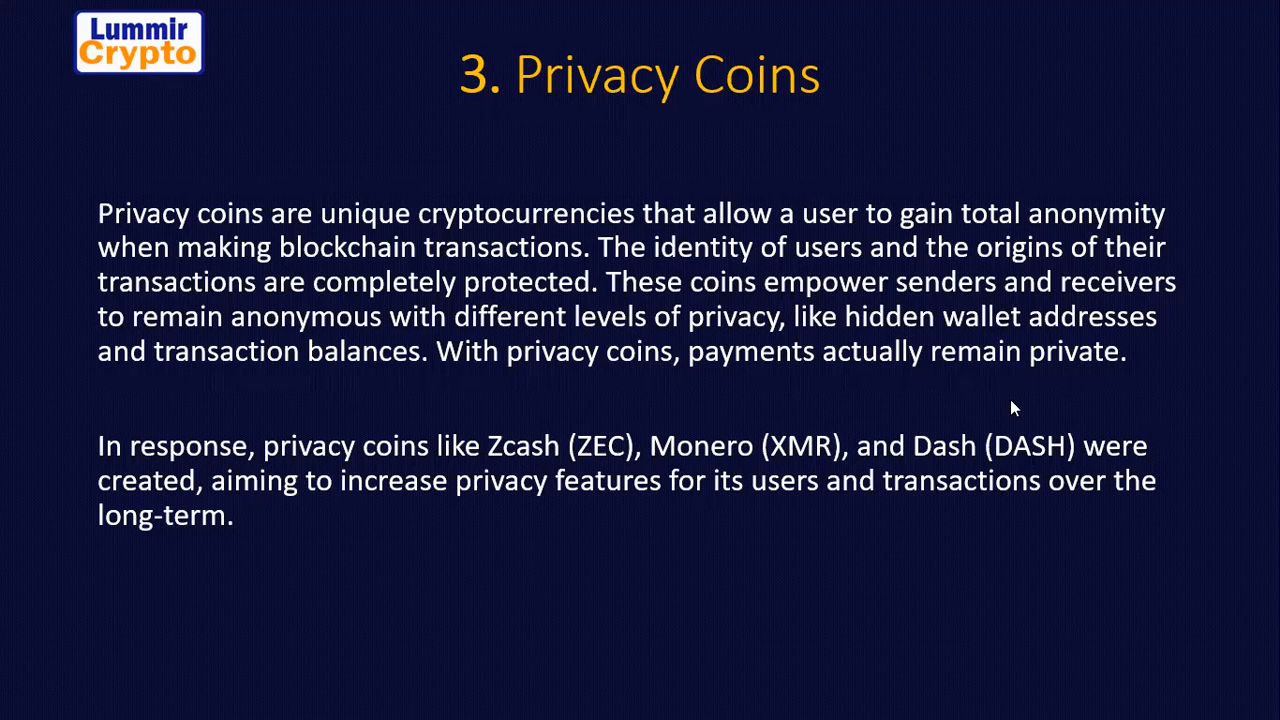 Lummir
Crypto
3. Privacy Coins
Privacy coins are unique cryptocurrencies that allow a user to gain total anonymity
when making blockchain transactions. The identity of users and the origins of their
transactions are completely protected. These coins empower senders and receivers
to remain anonymous with different levels of privacy, like hidden wallet addresses
and transaction balances. With privacy coins, payments actually remain private.
In response, privacy coins like Zcash (ZEC), Monero (XMR), and Dash (DASH) were
created, aiming to increase privacy features for its users and transactions over the
long-term.